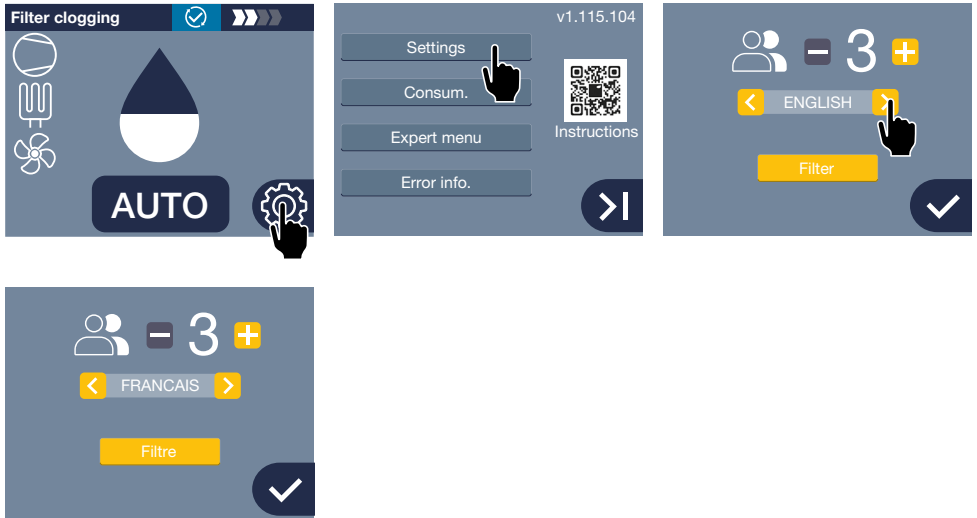 Filter clogging
AUTO
v1.115.104
Settings
Consum.
Expert menu
Error info.
Instructions
3
ENGLISH
Filter
3
FRANCAIS
Filtre